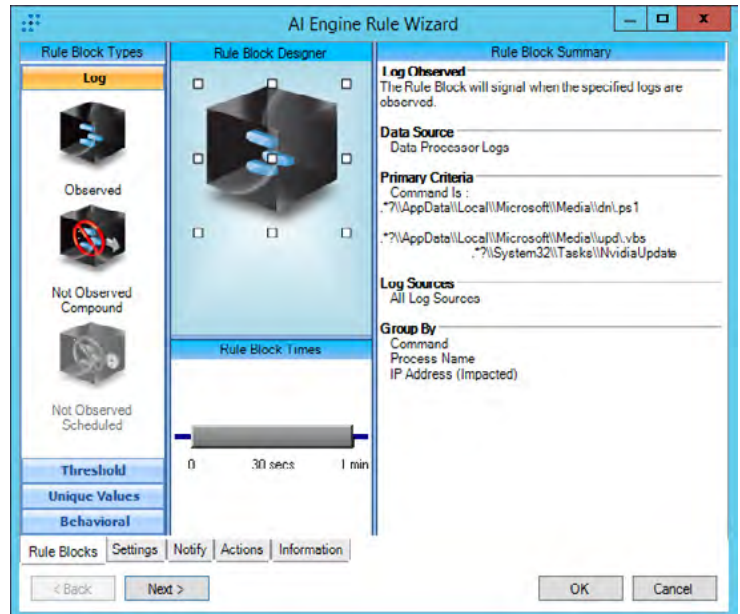 AI Engine Rule Wizard
Rule Block Types
Log
Observed
Not Observed
Compound
Not Observed
Scheduled
Threshold
Unique Values
Behavioral
Rule Block Designer
Rule Block Times
0 30 secs 1 min
Rule Block Summary
Log Observed
The Rule Block will signal when the specified logs are
observed.
Data Source
Data Processor Logs
Primary Criteria
Command Is :
.*?\\AppData\\Local\\Microsoft\\Media\\dn\.ps1
.*?\\AppData\\Local\\Microsoft\\Media\\upd\.vbs
.*?\\System32\\Tasks\\NvidiaUpdate
Log Sources
All Log Sources
Group By
Command
Process Name
IP Address (Impacted)
Rule Blocks Settings Notify Actions Information
< Back Next > OK Cancel